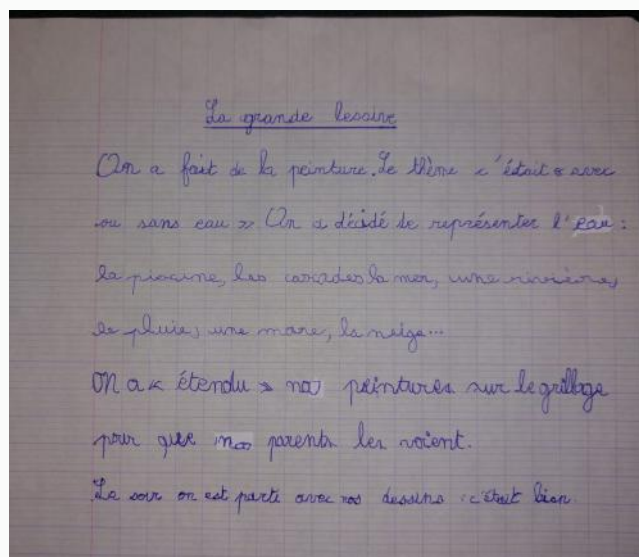 La grande lessive
On a fait de la peinture. Le thème c'était « avec
ou sans eau » On a décidé de représenter l'eau :
la piscine, les cascades la mer, une rivière,
la pluie, une mare, la neige...
On a « étendu » nos peintures sur le grillage
pour que nos parents les voient.
Le soir on est parti avec nos dessins : c'était bien.